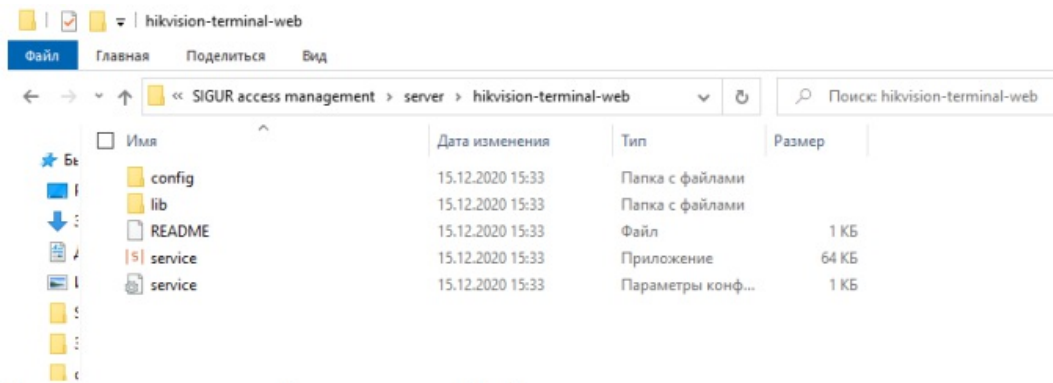 hikvision-terminal-web
Файл Главная Поделиться Вид
« SIGUR access management › server › hikvision-terminal-web Поиск: hikvision-terminal-web
Имя Дата изменения Тип Размер
config 15.12.2020 15:33 Папка с файлами
lib 15.12.2020 15:33 Папка с файлами
README 15.12.2020 15:33 Файл 1 КБ
service 15.12.2020 15:33 Приложение 64 КБ
service 15.12.2020 15:33 Параметры конф... 1 КБ